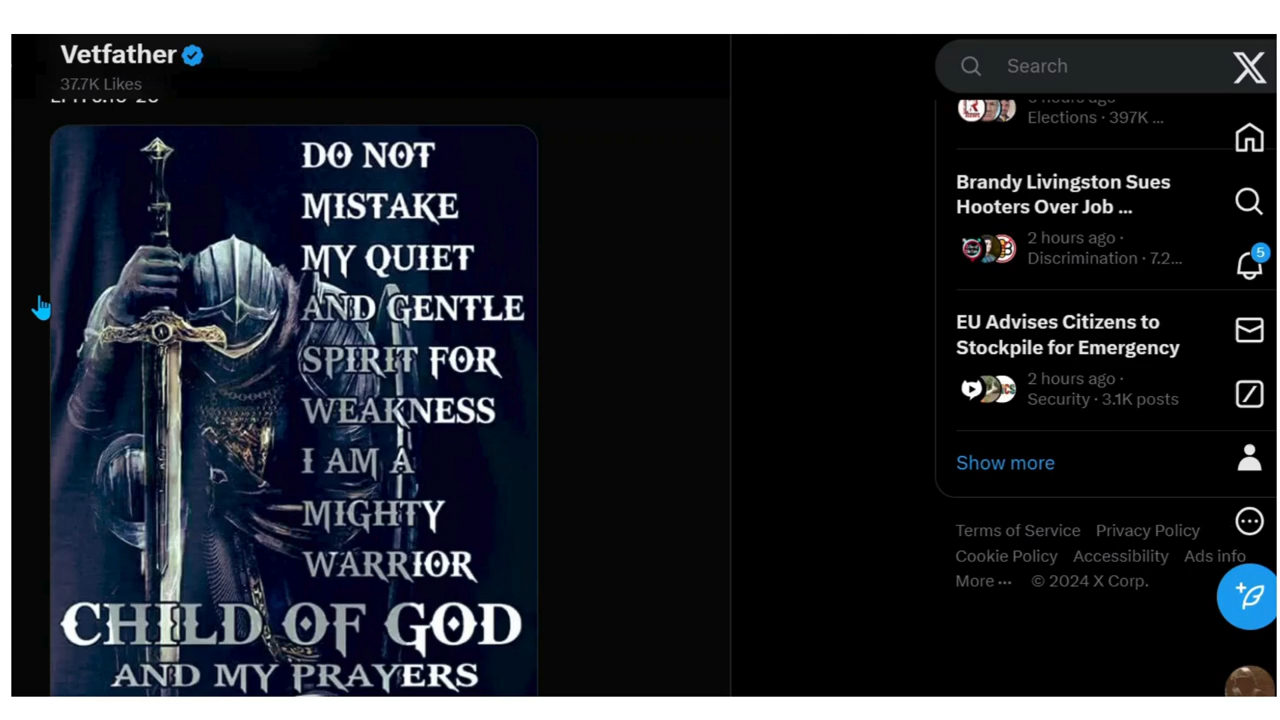 Vetfather
37.7K Likes
DO NOT
MISTAKE
MY QUIET
AND GENTLE
SPIRIT FOR
WEAKNESS
I AM A
MIGHTY
WARRIOR
CHILD OF GOD
AND MY PRAYERS
Search
Elections · 397K ...
Brandy Livingston Sues
Hooters Over Job ...
2 hours ago ·
Discrimination · 7.2...
EU Advises Citizens to
Stockpile for Emergency
2 hours ago ·
Security · 3.1K posts
Show more
Terms of Service Privacy Policy
Cookie Policy Accessibility Ads info
More ··· © 2024 X Corp.
5